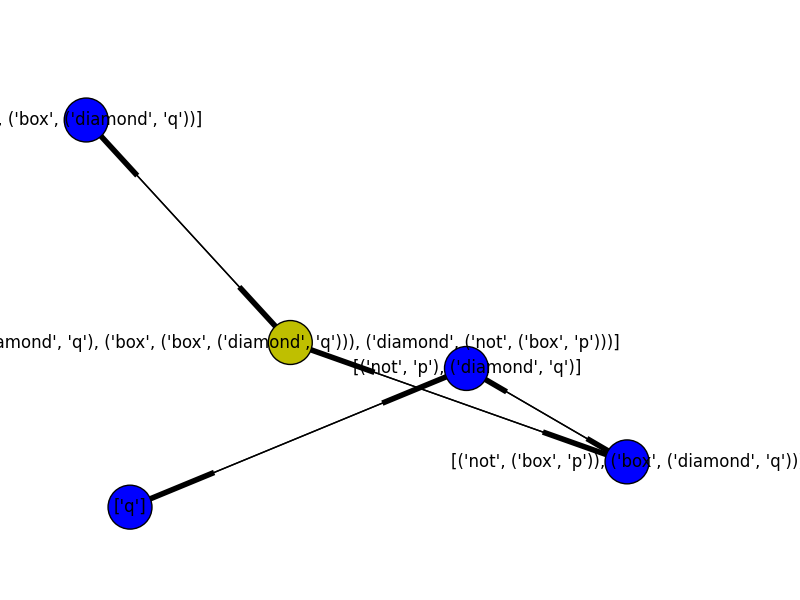 , ('box', ('diamond', 'q'))]
amond', 'q'), ('box', ('box', ('diamond', 'q'))), ('diamond', ('not', ('box', 'p')))]
[('not', 'p'), ('diamond', 'q')]
[('not', ('box', 'p')), ('box', ('diamond', 'q'))
['q']